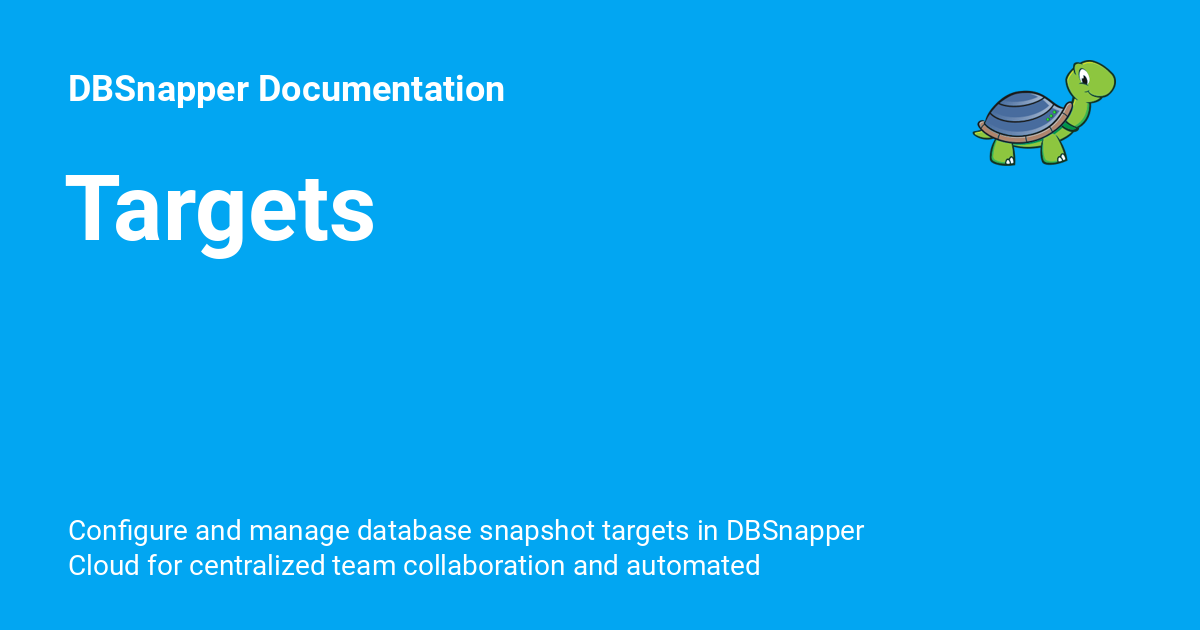 DBSnapper Documentation
Targets
Configure and manage database snapshot targets in DBSnapper
Cloud for centralized team collaboration and automated